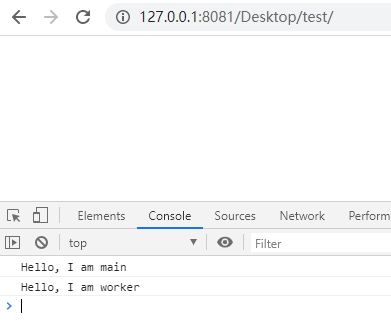 127.0.0.1:8081/Desktop/test/
Elements Console Sources Network Perform
top Filter
Hello, I am main
Hello, I am worker